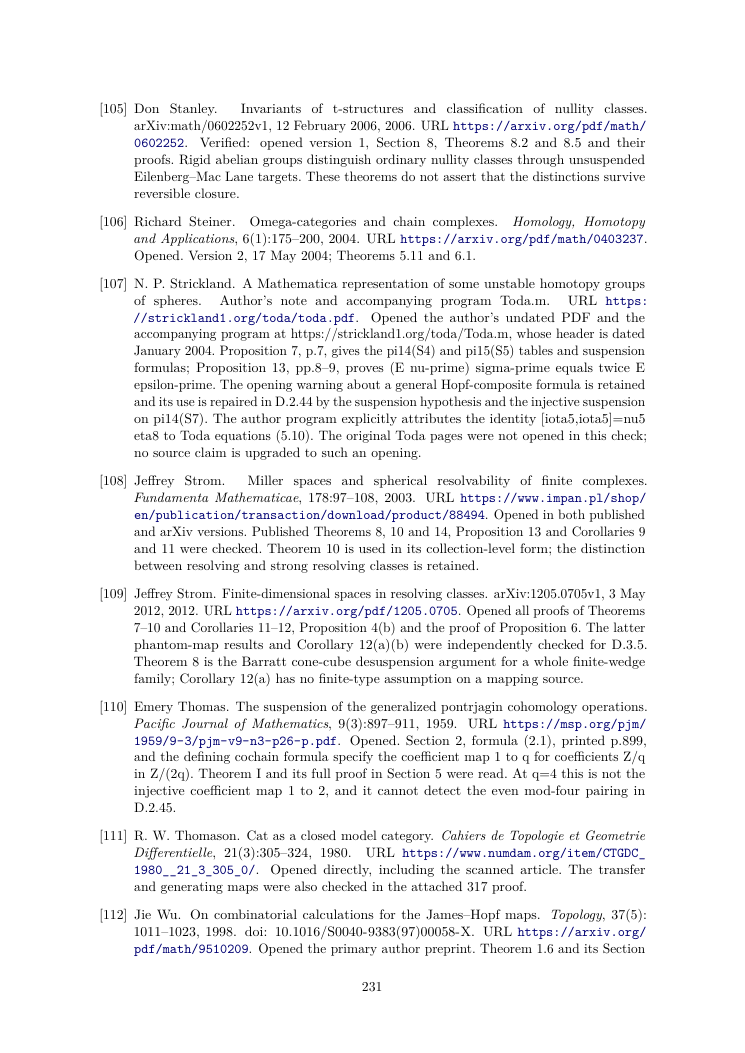 [105] Don Stanley. Invariants of t-structures and classification of nullity classes.
arXiv:math/0602252v1, 12 February 2006, 2006. URL https://arxiv.org/pdf/math/
0602252. Verified: opened version 1, Section 8, Theorems 8.2 and 8.5 and their
proofs. Rigid abelian groups distinguish ordinary nullity classes through unsuspended
Eilenberg–Mac Lane targets. These theorems do not assert that the distinctions survive
reversible closure.
[106] Richard Steiner. Omega-categories and chain complexes. Homology, Homotopy
and Applications, 6(1):175–200, 2004. URL https://arxiv.org/pdf/math/0403237.
Opened. Version 2, 17 May 2004; Theorems 5.11 and 6.1.
[107] N. P. Strickland. A Mathematica representation of some unstable homotopy groups
of spheres. Author's note and accompanying program Toda.m. URL https:
//strickland1.org/toda/toda.pdf. Opened the author's undated PDF and the
accompanying program at https://strickland1.org/toda/Toda.m, whose header is dated
January 2004. Proposition 7, p.7, gives the pi14(S4) and pi15(S5) tables and suspension
formulas; Proposition 13, pp.8–9, proves (E nu-prime) sigma-prime equals twice E
epsilon-prime. The opening warning about a general Hopf-composite formula is retained
and its use is repaired in D.2.44 by the suspension hypothesis and the injective suspension
on pi14(S7). The author program explicitly attributes the identity [iota5,iota5]=nu5
eta8 to Toda equations (5.10). The original Toda pages were not opened in this check;
no source claim is upgraded to such an opening.
[108] Jeffrey Strom. Miller spaces and spherical resolvability of finite complexes.
Fundamenta Mathematicae, 178:97–108, 2003. URL https://www.impan.pl/shop/
en/publication/transaction/download/product/88494. Opened in both published
and arXiv versions. Published Theorems 8, 10 and 14, Proposition 13 and Corollaries 9
and 11 were checked. Theorem 10 is used in its collection-level form; the distinction
between resolving and strong resolving classes is retained.
[109] Jeffrey Strom. Finite-dimensional spaces in resolving classes. arXiv:1205.0705v1, 3 May
2012, 2012. URL https://arxiv.org/pdf/1205.0705. Opened all proofs of Theorems
7–10 and Corollaries 11–12, Proposition 4(b) and the proof of Proposition 6. The latter
phantom-map results and Corollary 12(a)(b) were independently checked for D.3.5.
Theorem 8 is the Barratt cone-cube desuspension argument for a whole finite-wedge
family; Corollary 12(a) has no finite-type assumption on a mapping source.
[110] Emery Thomas. The suspension of the generalized pontrjagin cohomology operations.
Pacific Journal of Mathematics, 9(3):897–911, 1959. URL https://msp.org/pjm/
1959/9-3/pjm-v9-n3-p26-p.pdf. Opened. Section 2, formula (2.1), printed p.899,
and the defining cochain formula specify the coefficient map 1 to q for coefficients Z/q
in Z/(2q). Theorem I and its full proof in Section 5 were read. At q=4 this is not the
injective coefficient map 1 to 2, and it cannot detect the even mod-four pairing in
D.2.45.
[111] R. W. Thomason. Cat as a closed model category. Cahiers de Topologie et Geometrie
Differentielle, 21(3):305–324, 1980. URL https://www.numdam.org/item/CTGDC_
1980__21_3_305_0/. Opened directly, including the scanned article. The transfer
and generating maps were also checked in the attached 317 proof.
[112] Jie Wu. On combinatorial calculations for the James–Hopf maps. Topology, 37(5):
1011–1023, 1998. doi: 10.1016/S0040-9383(97)00058-X. URL https://arxiv.org/
pdf/math/9510209. Opened the primary author preprint. Theorem 1.6 and its Section
231